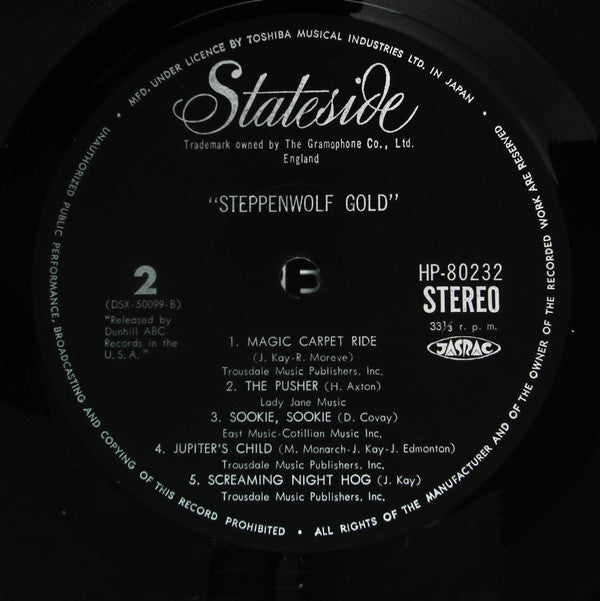 • MFD. UNDER LICENCE BY TOSHIBA MUSICAL INDUSTRIES LTD. IN JAPAN •
Stateside
Trademark owned by The Gramophone Co., Ltd.
England
"STEPPENWOLF GOLD"
2
(DSX-50099-B)
"Released by
Dunhill ABC
Records in the
U. S. A."
HP-80232
STEREO
33⅓ r. p. m.
JASRAC
1. MAGIC CARPET RIDE
(J. Kay-R. Moreve)
Trousdale Music Publishers, Inc.
2. THE PUSHER (H. Axton)
Lady Jane Music
3. SOOKIE, SOOKIE (D. Covay)
East Music-Cotillian Music Inc.
4. JUPITER'S CHILD (M. Monarch-J. Kay-J. Edmonton)
Trousdale Music Publishers, Inc.
5. SCREAMING NIGHT HOG (J. Kay)
Trousdale Music Publishers, Inc.
UNAUTHORIZED PUBLIC PERFORMANCE, BROADCASTING AND COPYING OF THIS RECORD PROHIBITED • ALL RIGHTS OF THE MANUFACTURER AND OF THE OWNER OF THE RECORDED WORK ARE RESERVED